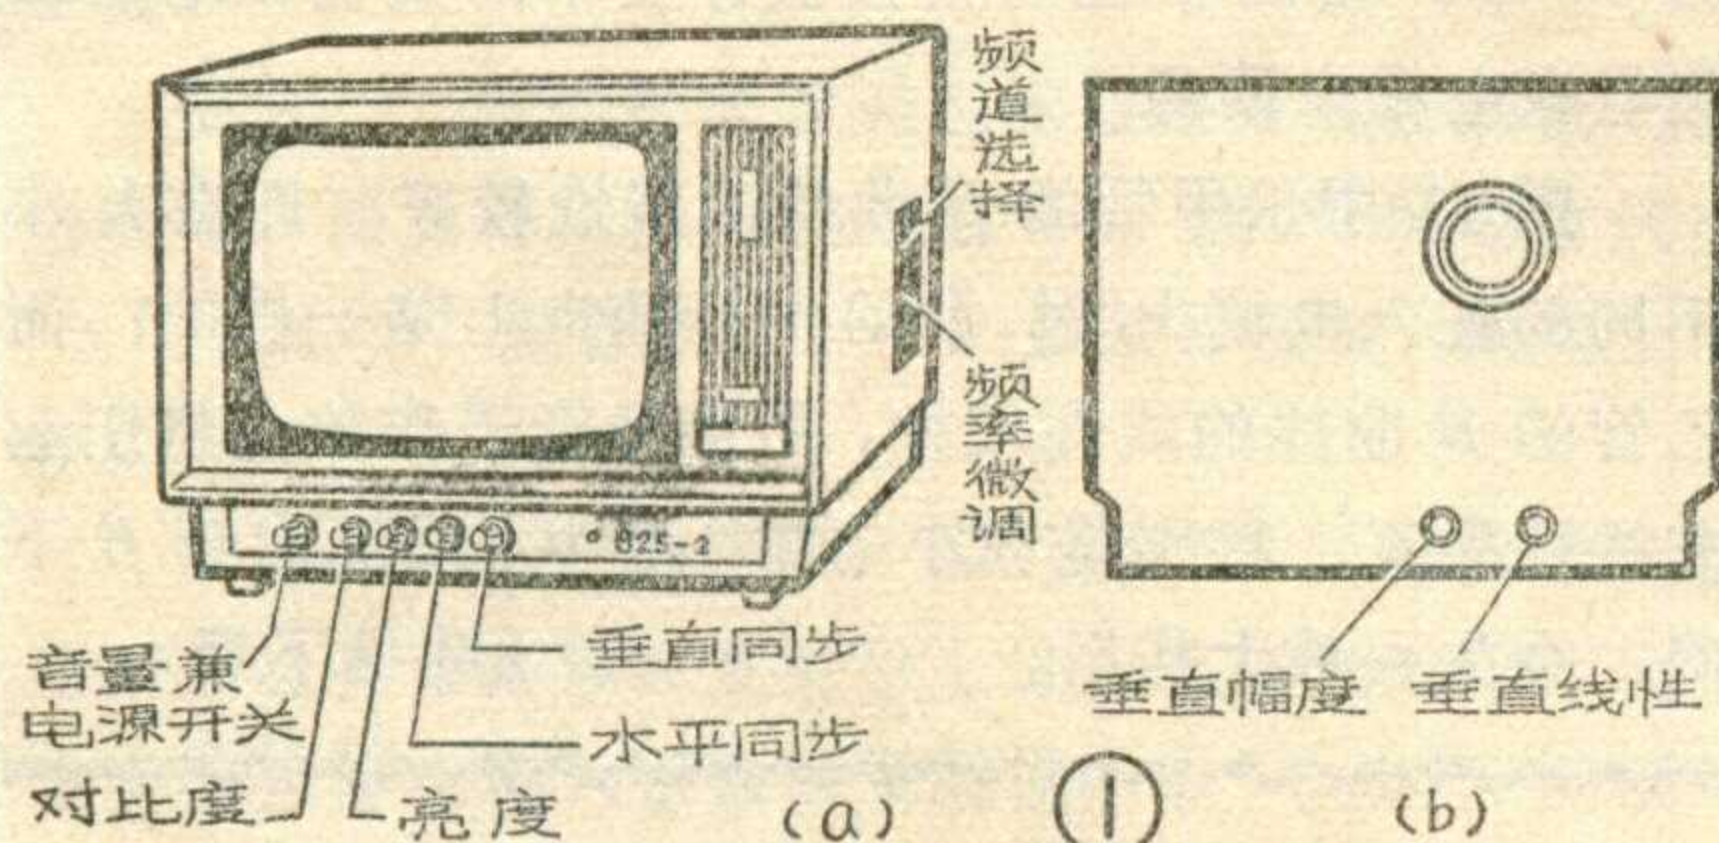 频道选择
频率微调
825-2
音量兼
电源开关
对比度
亮度
水平同步
垂直同步
(a)
①
垂直幅度
垂直线性
(b)